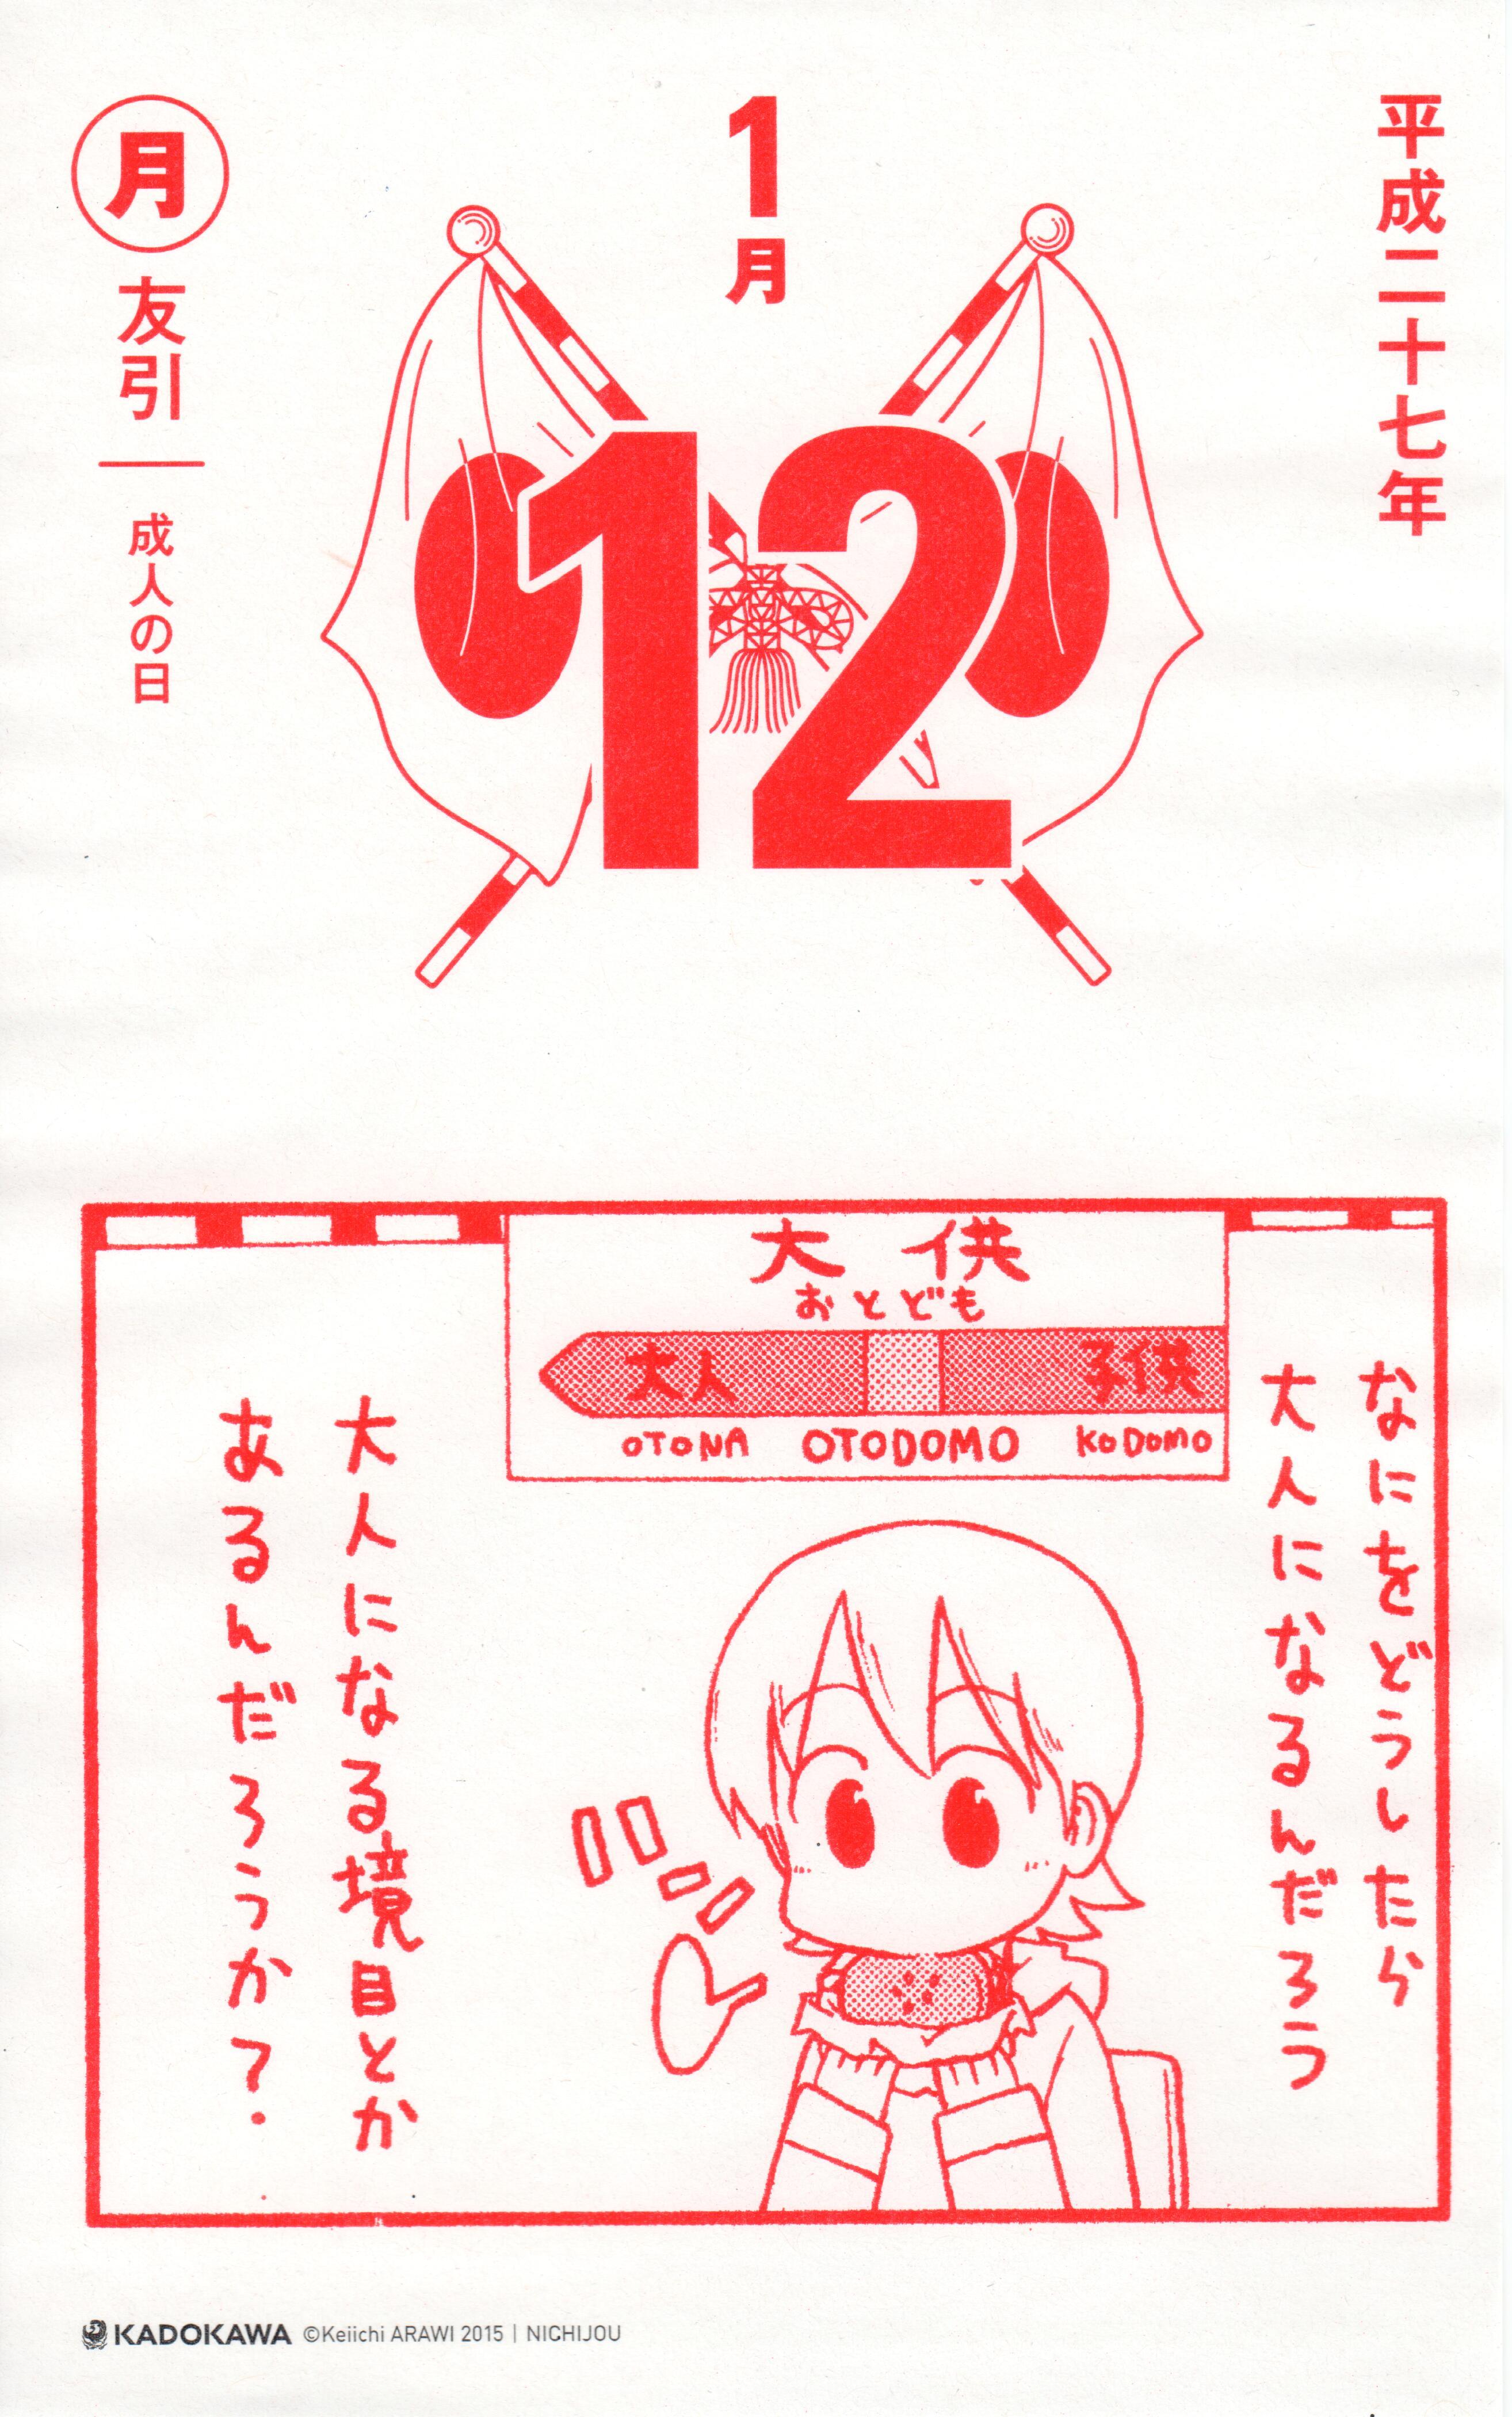 平成二十七年
1月
12
月
友引
成人の日
大供
おとども
大人 子供
OTONA OTODOMO KODOMO
なにをどうしたら
大人になるんだろう
大人になる境目とか
あるんだろうか?
KADOKAWA ©Keiichi ARAWI 2015 | NICHIJOU